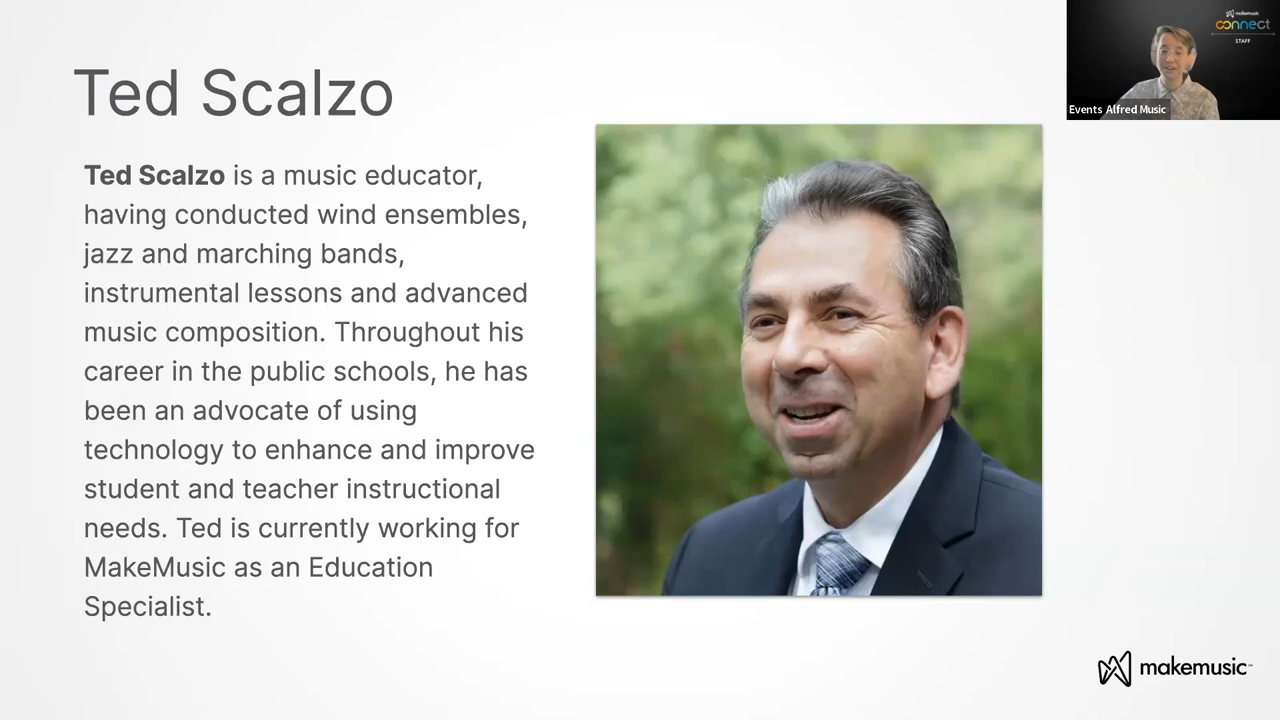 Ted Scalzo
Ted Scalzo is a music educator,
having conducted wind ensembles,
jazz and marching bands,
instrumental lessons and advanced
music composition. Throughout his
career in the public schools, he has
been an advocate of using
technology to enhance and improve
student and teacher instructional
needs. Ted is currently working for
MakeMusic as an Education
Specialist.
makemusic
connect
STAFF
Events Alfred Music
makemusic™